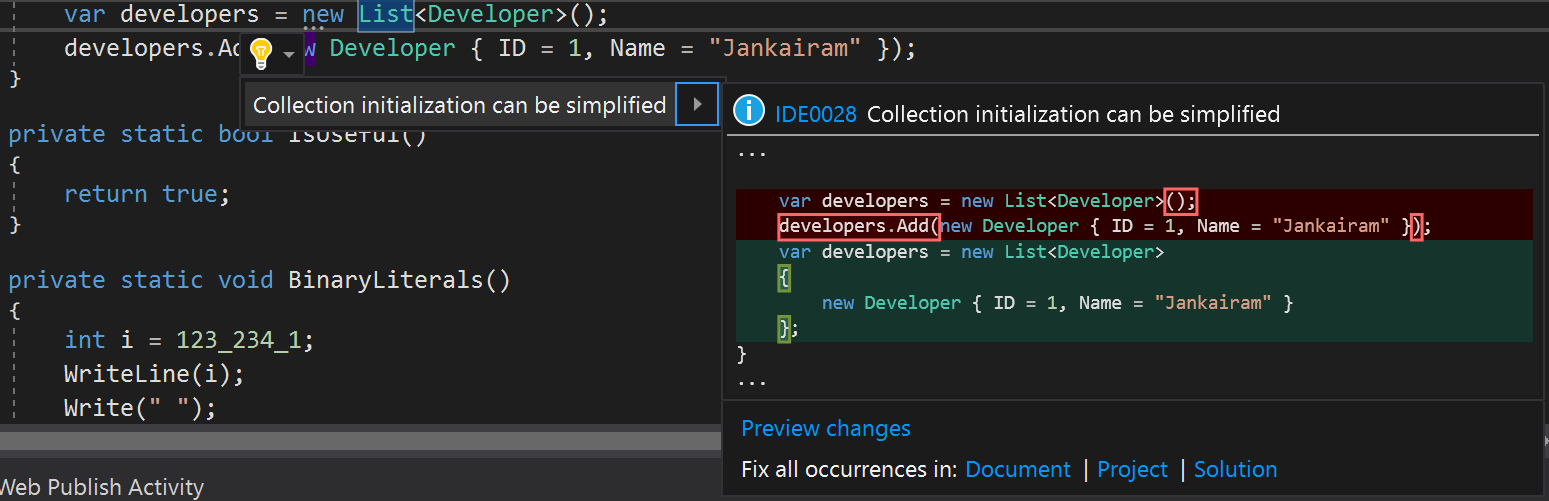 var developers = new List<Developer>();
developers.Ad w Developer { ID = 1, Name = "Jankairam" });
}
Collection initialization can be simplified
private static bool IsUseful()
{
return true;
}
private static void BinaryLiterals()
{
int i = 123_234_1;
WriteLine(i);
Write(" ");
Web Publish Activity
IDE0028 Collection initialization can be simplified
...
var developers = new List<Developer>();
developers.Add(new Developer { ID = 1, Name = "Jankairam" });
var developers = new List<Developer>
{
new Developer { ID = 1, Name = "Jankairam" }
};
}
...
Preview changes
Fix all occurrences in: Document | Project | Solution